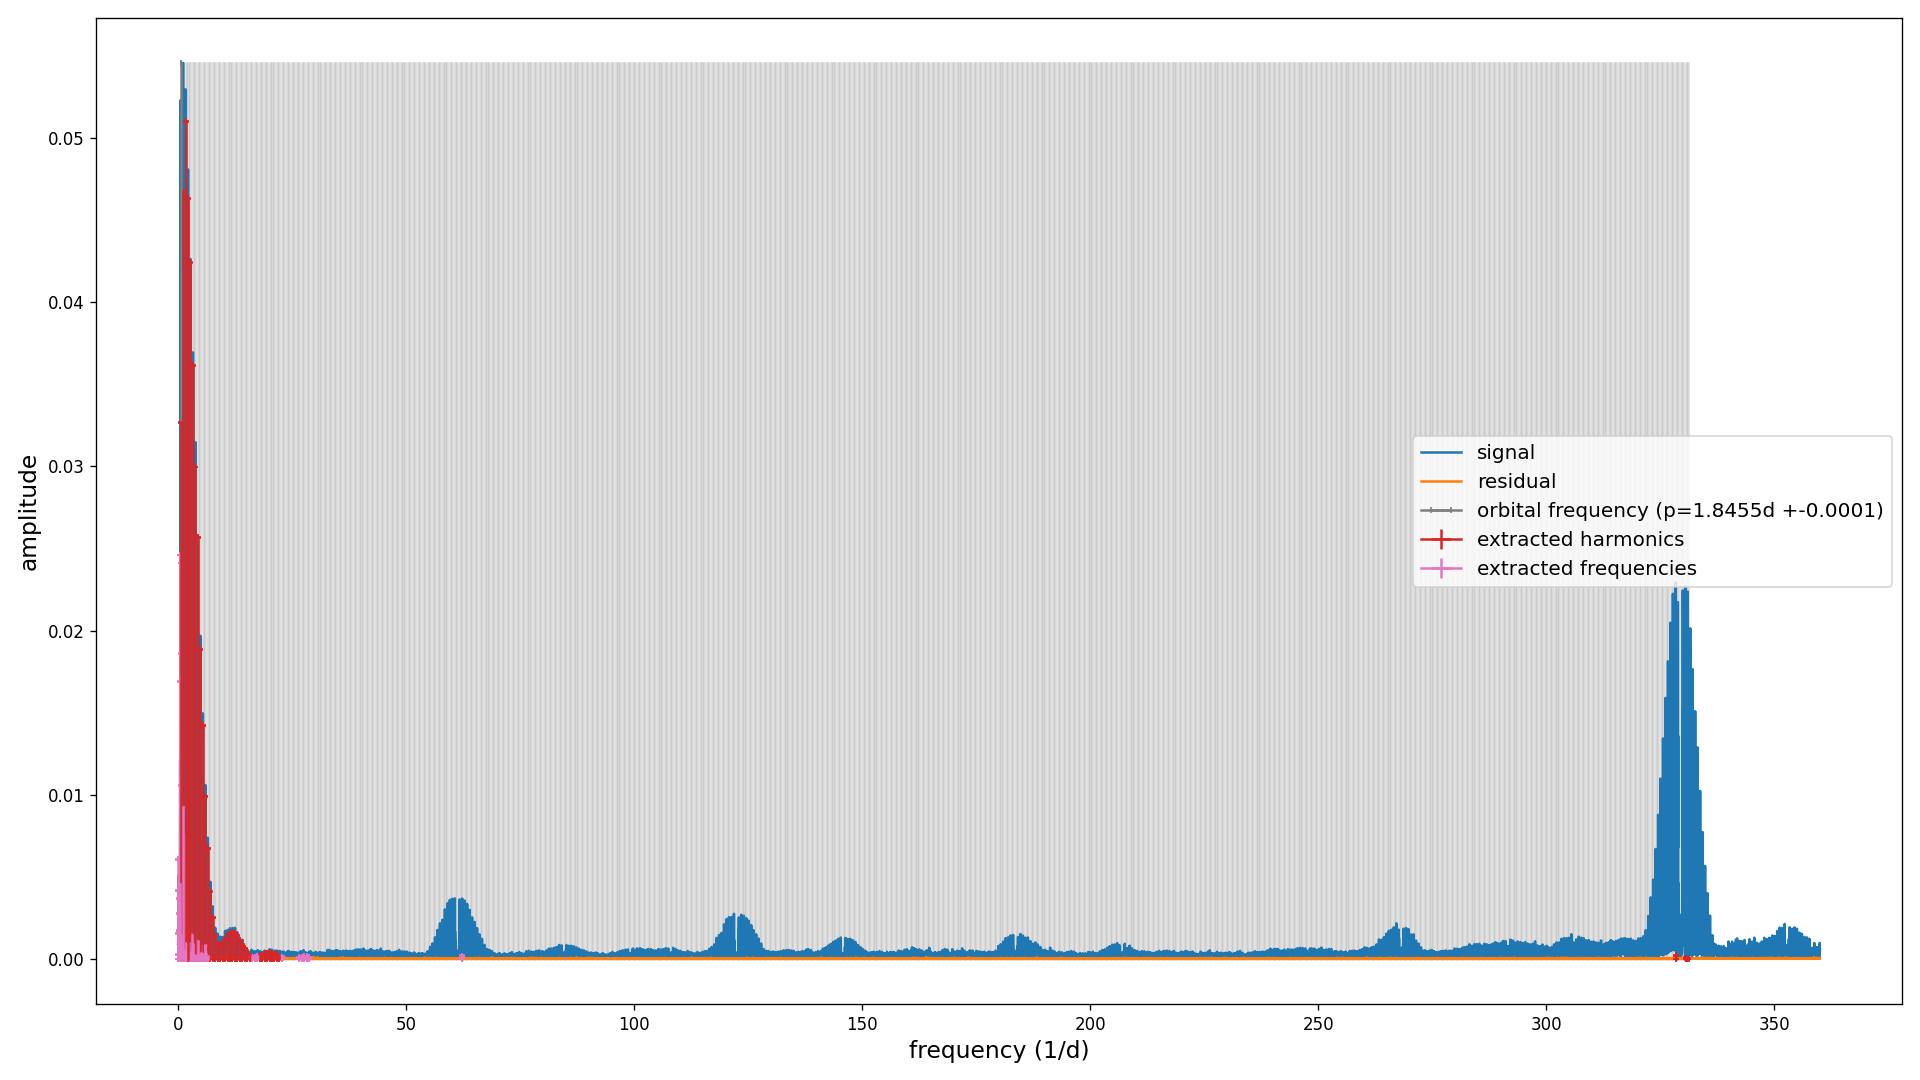 0.05
0.04
0.03
0.02
0.01
0.00
amplitude
signal
residual
orbital frequency (p=1.8455d +-0.0001)
extracted harmonics
extracted frequencies
0 50 100 150 200 250 300 350
frequency (1/d)